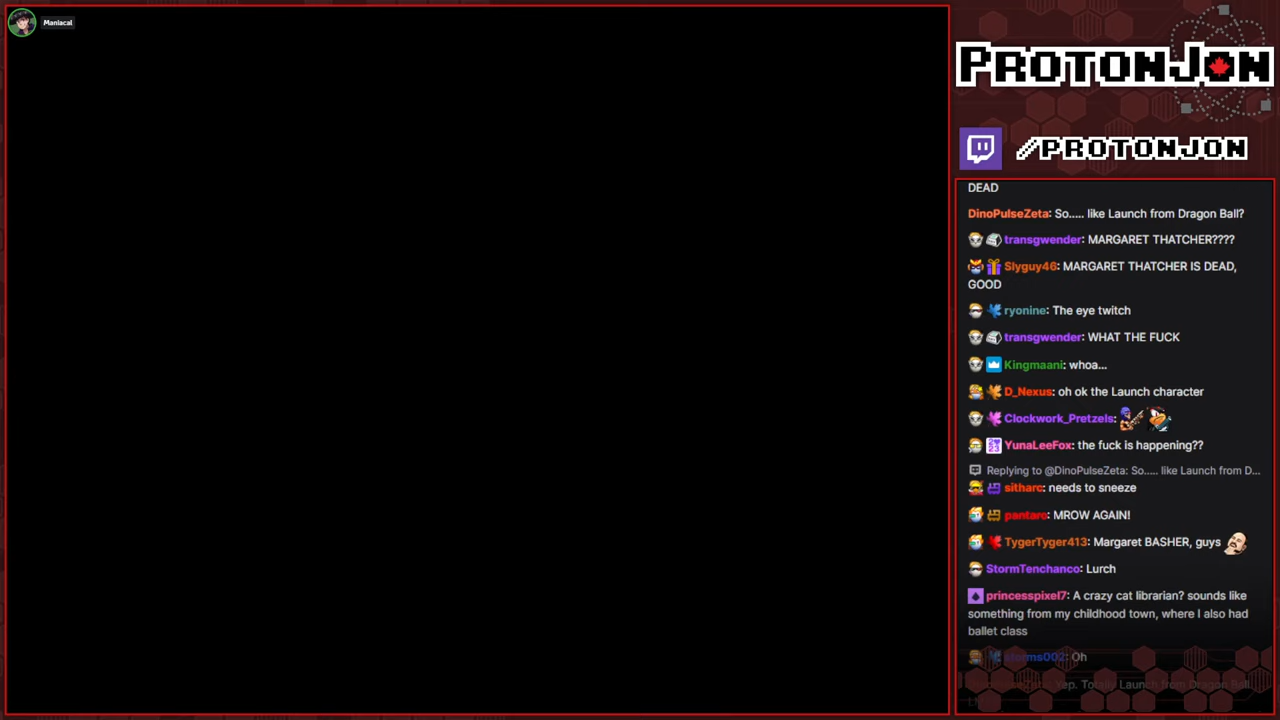 Maniacal
PROTONJON
/PROTONJON
DEAD
DinoPulseZeta: So..... like Launch from Dragon Ball?
transgwender: MARGARET THATCHER????
Slyguy46: MARGARET THATCHER IS DEAD,
GOOD
ryonine: The eye twitch
transgwender: WHAT THE FUCK
Kingmaani: whoa...
D_Nexus: oh ok the Launch character
Clockwork_Pretzels:
YunaLeeFox: the fuck is happening??
Replying to @DinoPulseZeta: So..... like Launch from D...
sitharc: needs to sneeze
pantaro: MROW AGAIN!
TygerTyger413: Margaret BASHER, guys
StormTenchanco: Lurch
princesspixel7: A crazy cat librarian? sounds like
something from my childhood town, where I also had
ballet class
storms002: Oh
DinoPulseZeta: Yep. Totally Launch from Dragon Ball